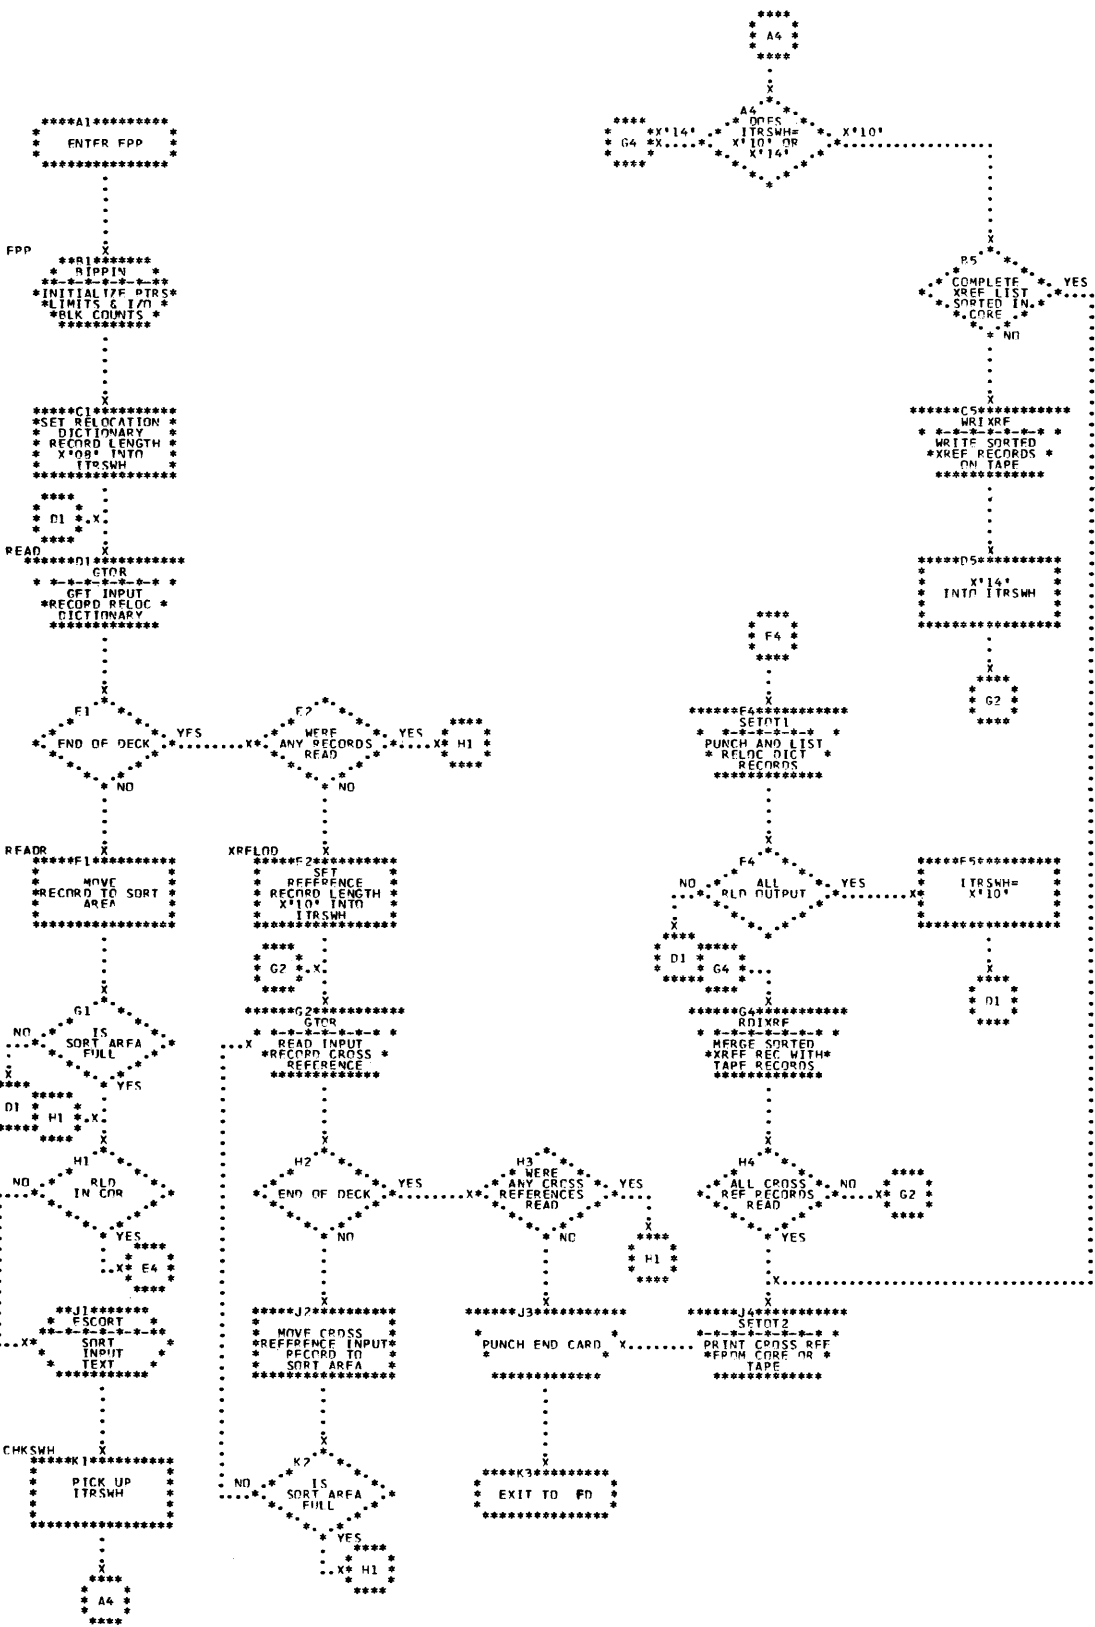 A4
A1
ENTER FPP
A4
DOES
ITRSWH=
X'10' OR
X'14'
X'14'
X'10'
G4
FPP
B1
BIPPIN
INITIALIZE PTRS
LIMITS & I/O
BLK COUNTS
B5
COMPLETE
XREF LIST
SORTED IN
CORE
YES
NO
C1
SET RELOCATION
DICTIONARY
RECORD LENGTH
X'08' INTO
ITRSWH
C5
WRIXRF
WRITE SORTED
XREF RECORDS
ON TAPE
D1
READ
D1
GTOR
GET INPUT
RECORD RELOC
DICTIONARY
D5
X'14'
INTO ITRSWH
E4
G2
E1
END OF DECK
YES
NO
E2
WERE
ANY RECORDS
READ
YES
NO
H1
E4
SETOT1
PUNCH AND LIST
RELOC DICT
RECORDS
READR
F1
MOVE
RECORD TO SORT
AREA
XRELOD
F2
SET
REFERENCE
RECORD LENGTH
X'10' INTO
ITRSWH
F4
ALL
RLD OUTPUT
NO
YES
F5
ITRSWH=
X'10'
G2
D1
G4
D1
G1
IS
SORT AREA
FULL
NO
YES
G2
GTOR
READ INPUT
RECORD CROSS
REFERENCE
G4
RDIXRF
MERGE SORTED
XREF REC WITH
TAPE RECORDS
D1
H1
H1
RLD
IN COR
NO
YES
H2
END OF DECK
YES
NO
H3
WERE
ANY CROSS
REFERENCES
READ
YES
NO
H4
ALL CROSS
REF RECORDS
READ
NO
YES
G2
E4
H1
J1
ESCORT
SORT
INPUT
TEXT
J2
MOVE CROSS
REFERENCE INPUT
RECORD TO
SORT AREA
J3
PUNCH END CARD
J4
SETOT2
PRINT CROSS REF
FROM CORE OR
TAPE
CHKSWH
K1
PICK UP
ITRSWH
K2
IS
SORT AREA
FULL
NO
YES
K3
EXIT TO FD
H1
A4